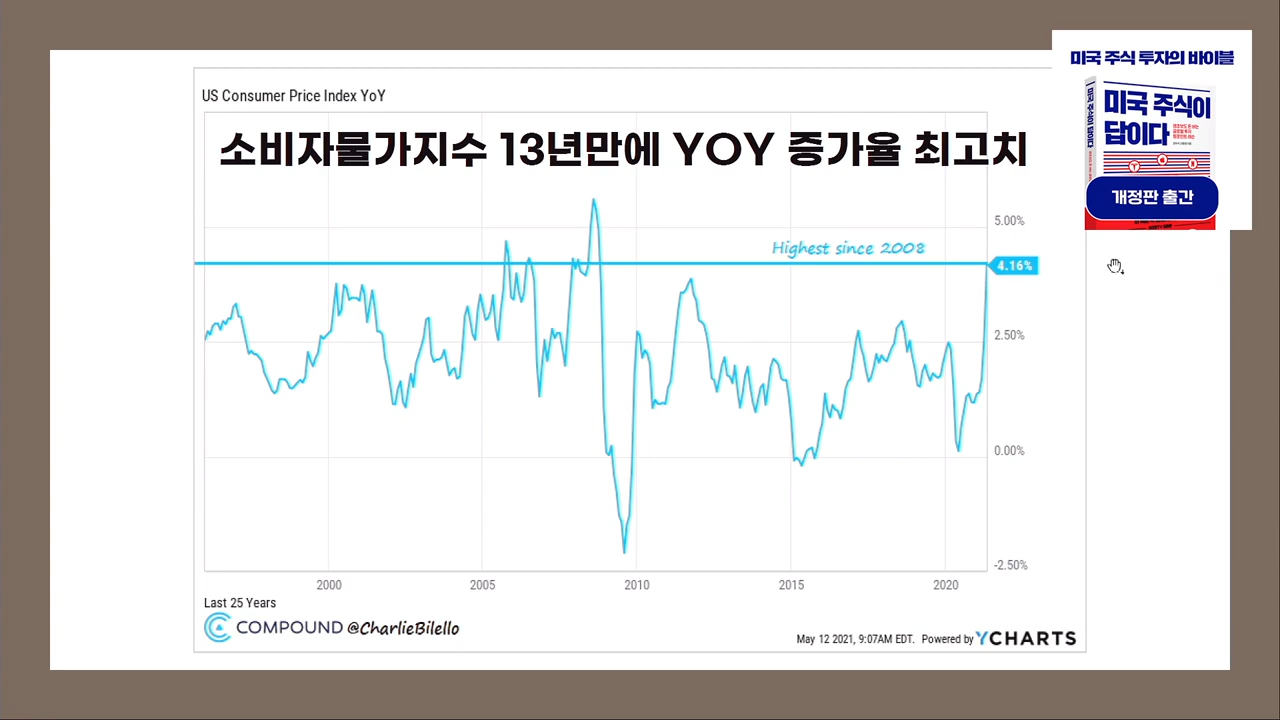 미국 주식 투자의 바이블
미국 주식이
답이다
개정판 출간
US Consumer Price Index YoY
소비자물가지수 13년만에 YOY 증가율 최고치
Highest since 2008
5.00%
4.16%
2.50%
0.00%
-2.50%
2000 2005 2010 2015 2020
Last 25 Years
COMPOUND @CharlieBilello
May 12 2021, 9:07AM EDT. Powered by YCHARTS